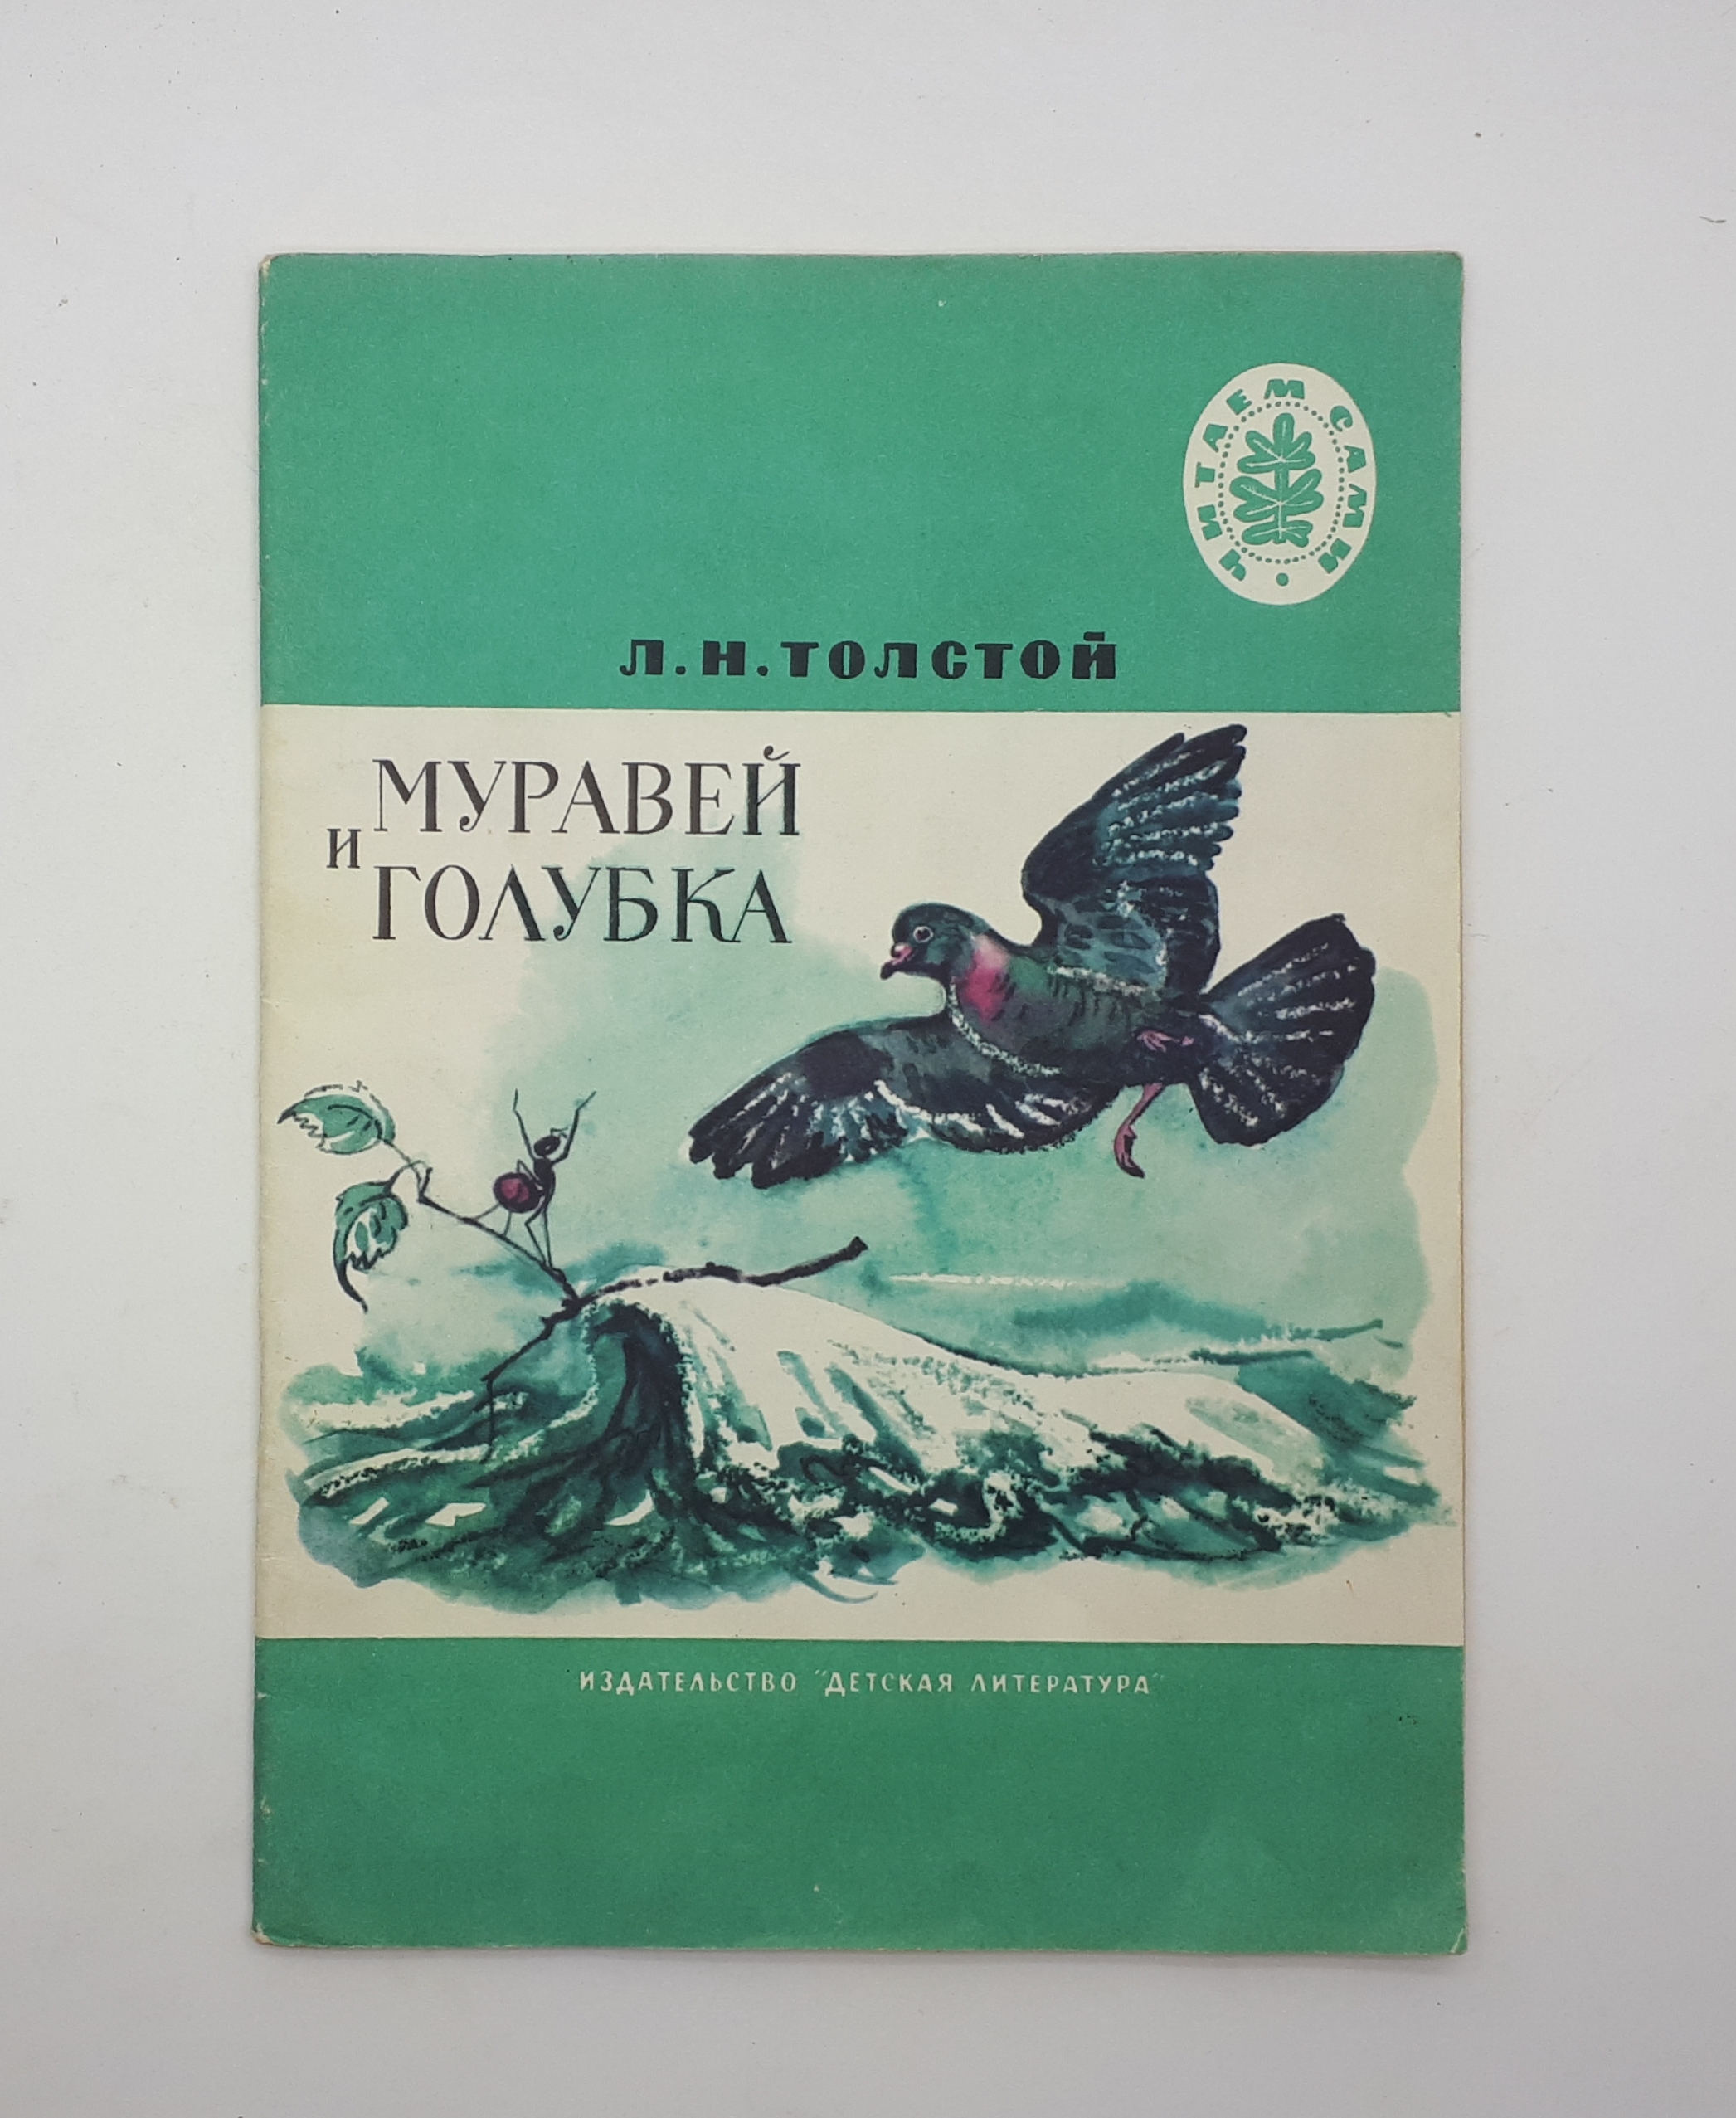 ЧИТАЕМ САМИ
Л.Н.ТОЛСТОЙ
МУРАВЕЙ
И
ГОЛУБКА
ИЗДАТЕЛЬСТВО "ДЕТСКАЯ ЛИТЕРАТУРА"